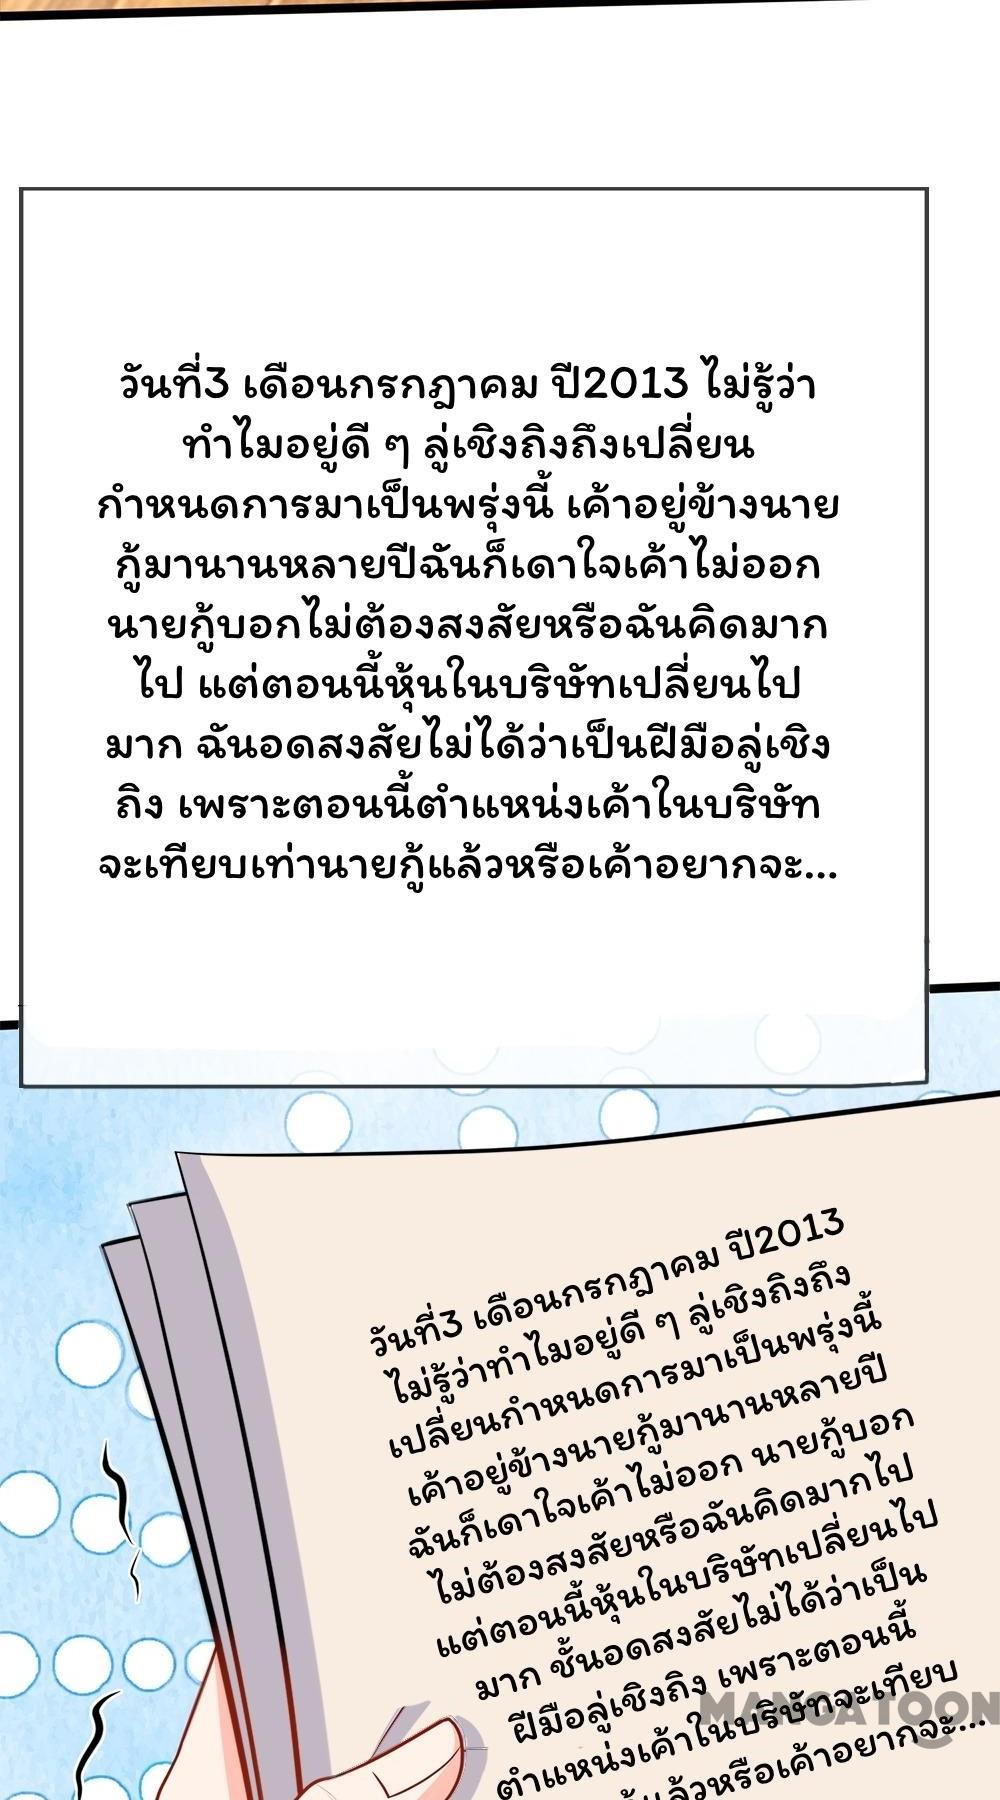 วันที่3 เดือนกรกฎาคม ปี2013 ไม่รู้ว่า
ทำไมอยู่ดี ๆ ลู่เชิงถิงถึงเปลี่ยน
กำหนดการมาเป็นพรุ่งนี้ เค้าอยู่ข้างนาย
กู้มานานหลายปีฉันก็เดาใจเค้าไม่ออก
นายกู้บอกไม่ต้องสงสัยหรือฉันคิดมาก
ไป แต่ตอนนี้หุ้นในบริษัทเปลี่ยนไป
มาก ฉันอดสงสัยไม่ได้ว่าเป็นฝีมือลู่เชิง
ถิง เพราะตอนนี้ตำแหน่งเค้าในบริษัท
จะเทียบเท่านายกู้แล้วหรือเค้าอยากจะ...
วันที่3 เดือนกรกฎาคม ปี2013
ไม่รู้ว่าทำไมอยู่ดี ๆ ลู่เชิงถิงถึง
เปลี่ยนกำหนดการมาเป็นพรุ่งนี้
เค้าอยู่ข้างนายกู้มานานหลายปี
ฉันก็เดาใจเค้าไม่ออก นายกู้บอก
ไม่ต้องสงสัยหรือฉันคิดมากไป
แต่ตอนนี้หุ้นในบริษัทเปลี่ยนไป
มาก ชั้นอดสงสัยไม่ได้ว่าเป็น
ฝีมือลู่เชิงถิง เพราะตอนนี้
ตำแหน่งเค้าในบริษัทจะเทียบ
แล้วหรือเค้าอยากจะ...
MANGATOON